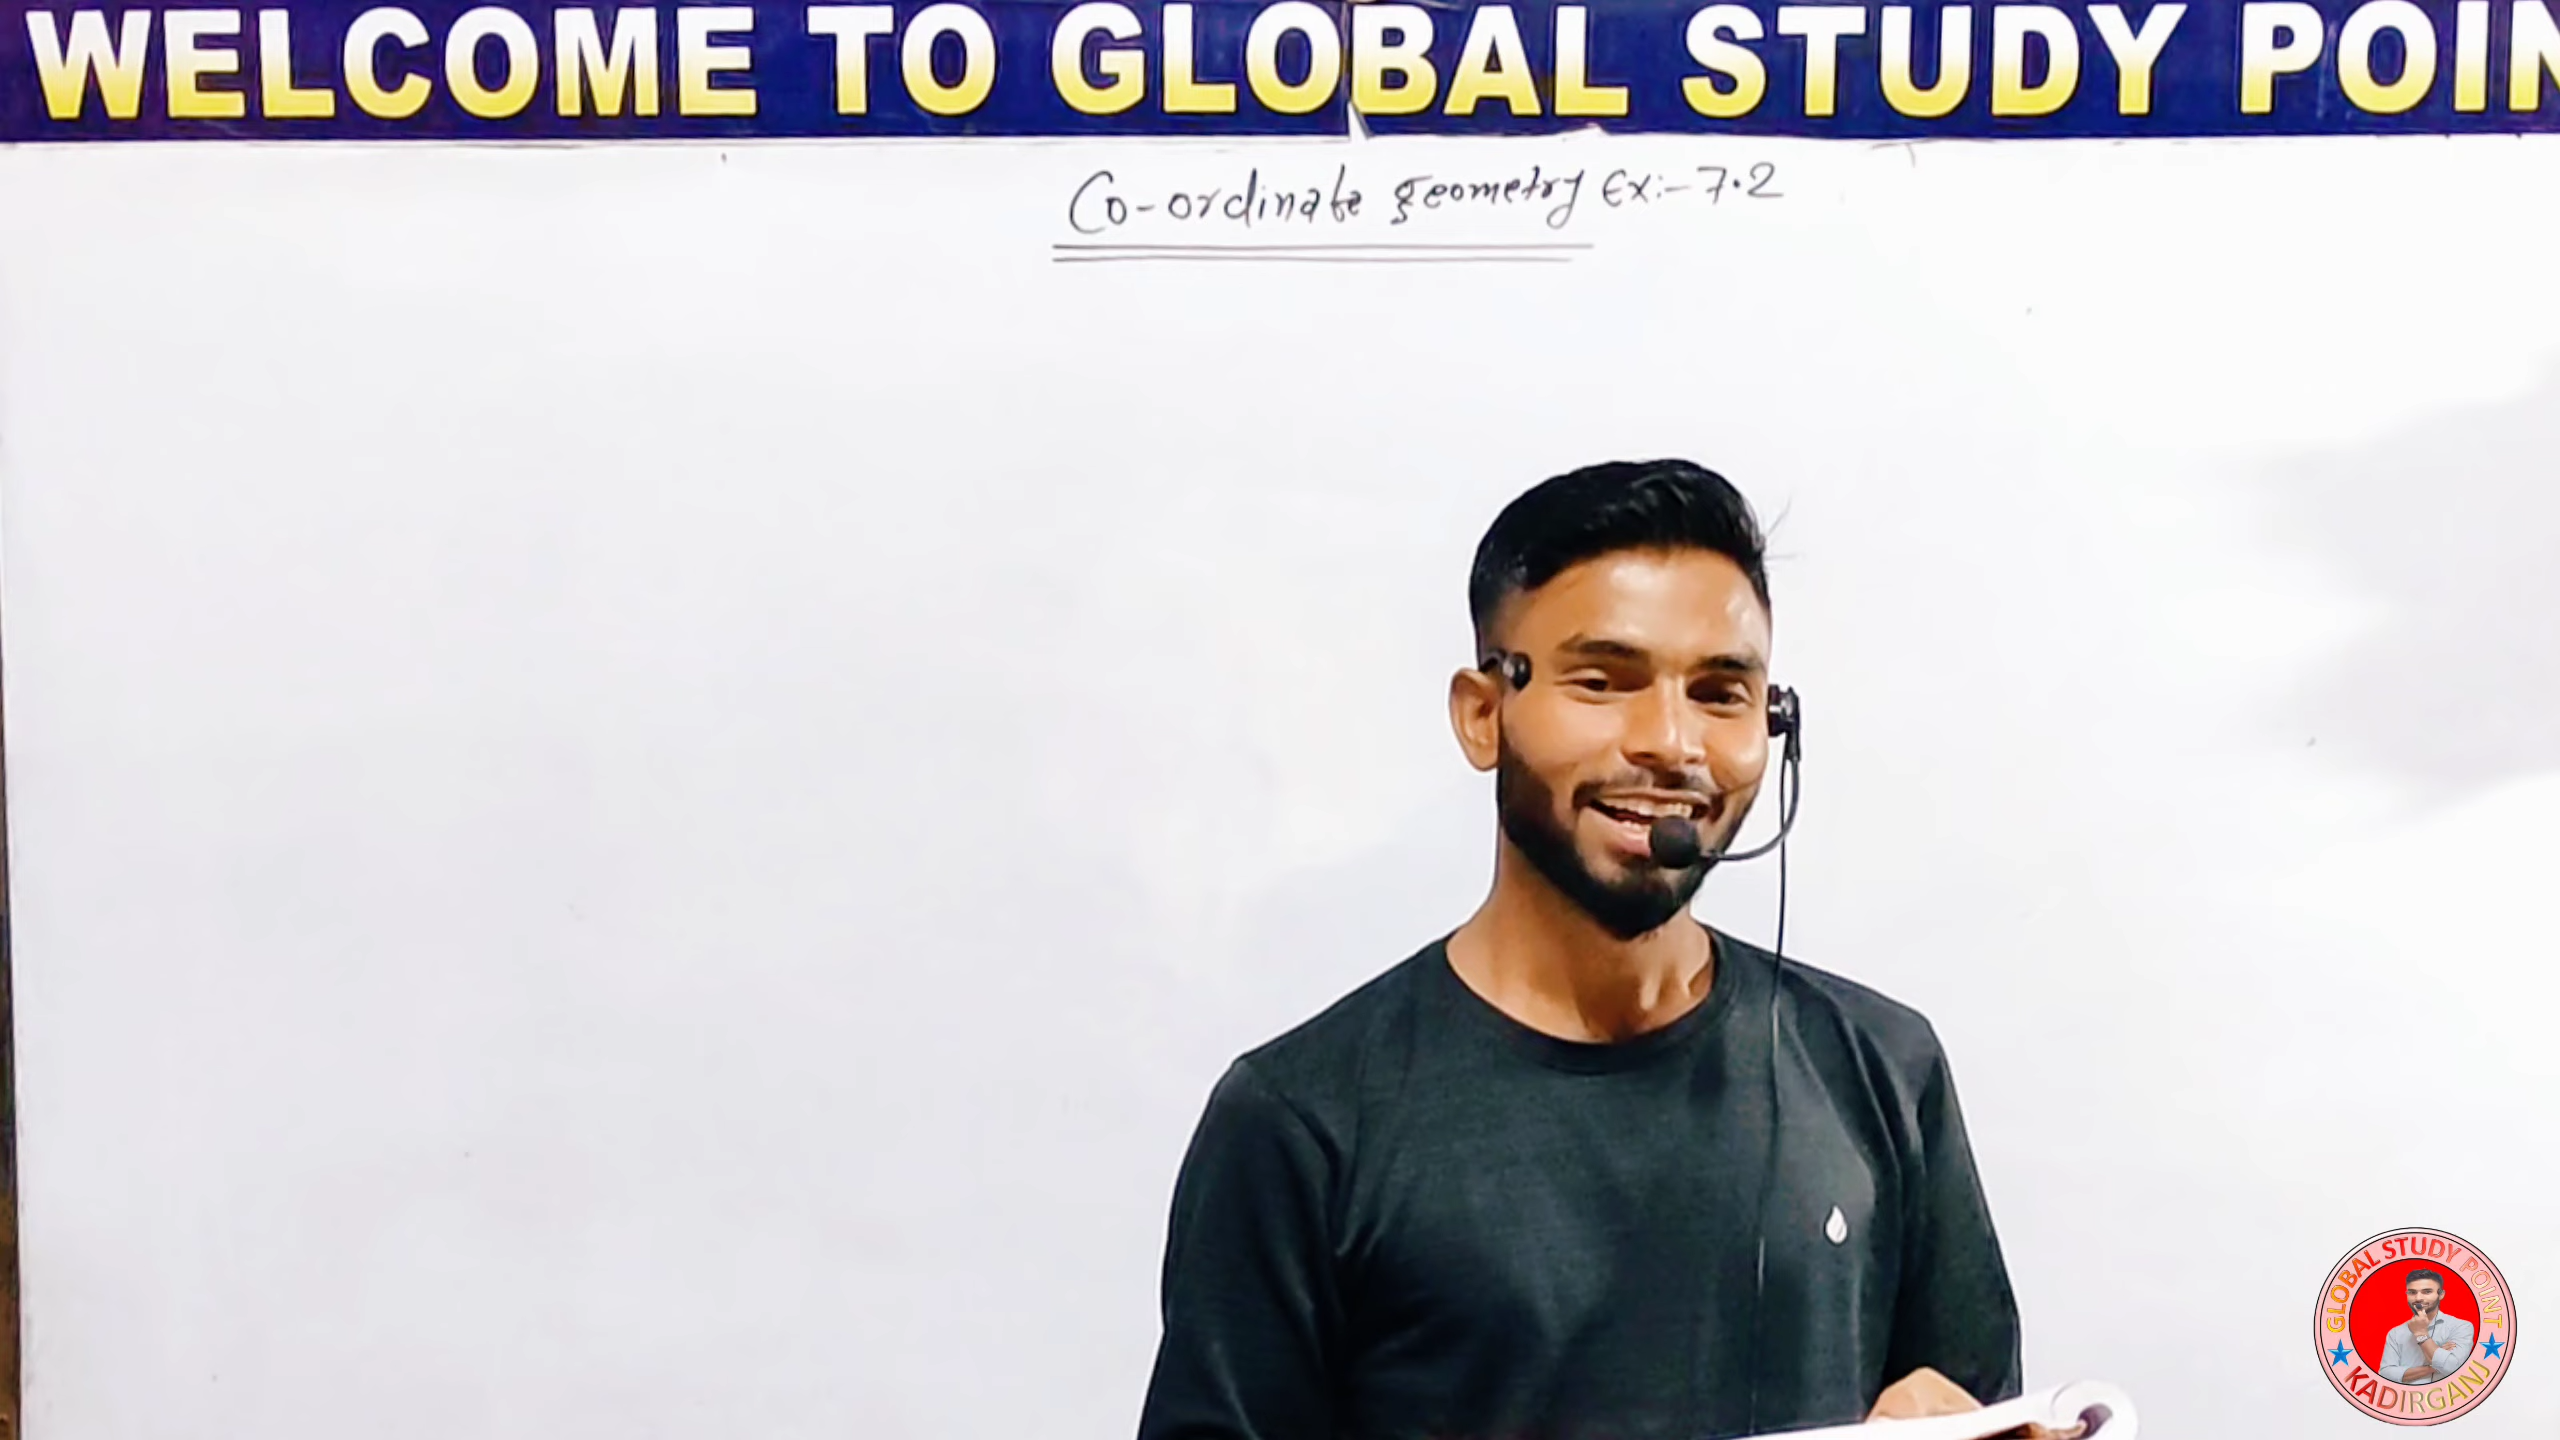 WELCOME TO GLOBAL STUDY POIN
Co-ordinate geometry Ex:- 7.2
GLOBAL STUDY POINT
KADIRGANJ